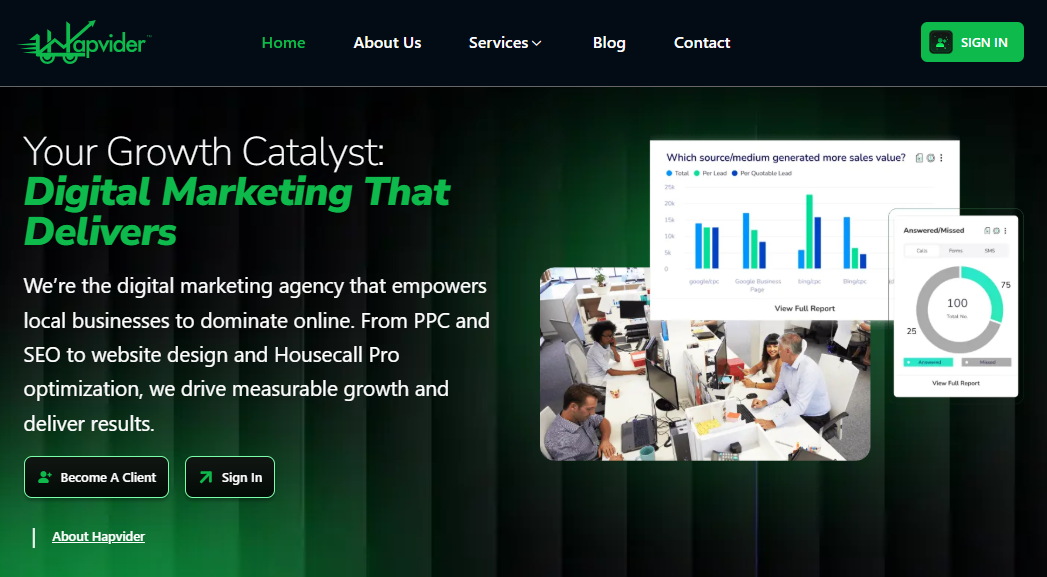 Hapvider
Home
About Us
Services
Blog
Contact
SIGN IN
Your Growth Catalyst:
Digital Marketing That
Delivers
We're the digital marketing agency that empowers
local businesses to dominate online. From PPC and
SEO to website design and Housecall Pro
optimization, we drive measurable growth and
deliver results.
Become A Client
Sign In
About Hapvider
Which source/medium generated more sales value?
Total
Per Lead
Per Quotable Lead
25k
20k
15k
10k
5k
0
google/cpc
Google Business
Page
bing/cpc
Bing/cpc
View Full Report
Answered/Missed
Calls
Forms
SMS
75
100
Total No.
25
Answered
Missed
View Full Report